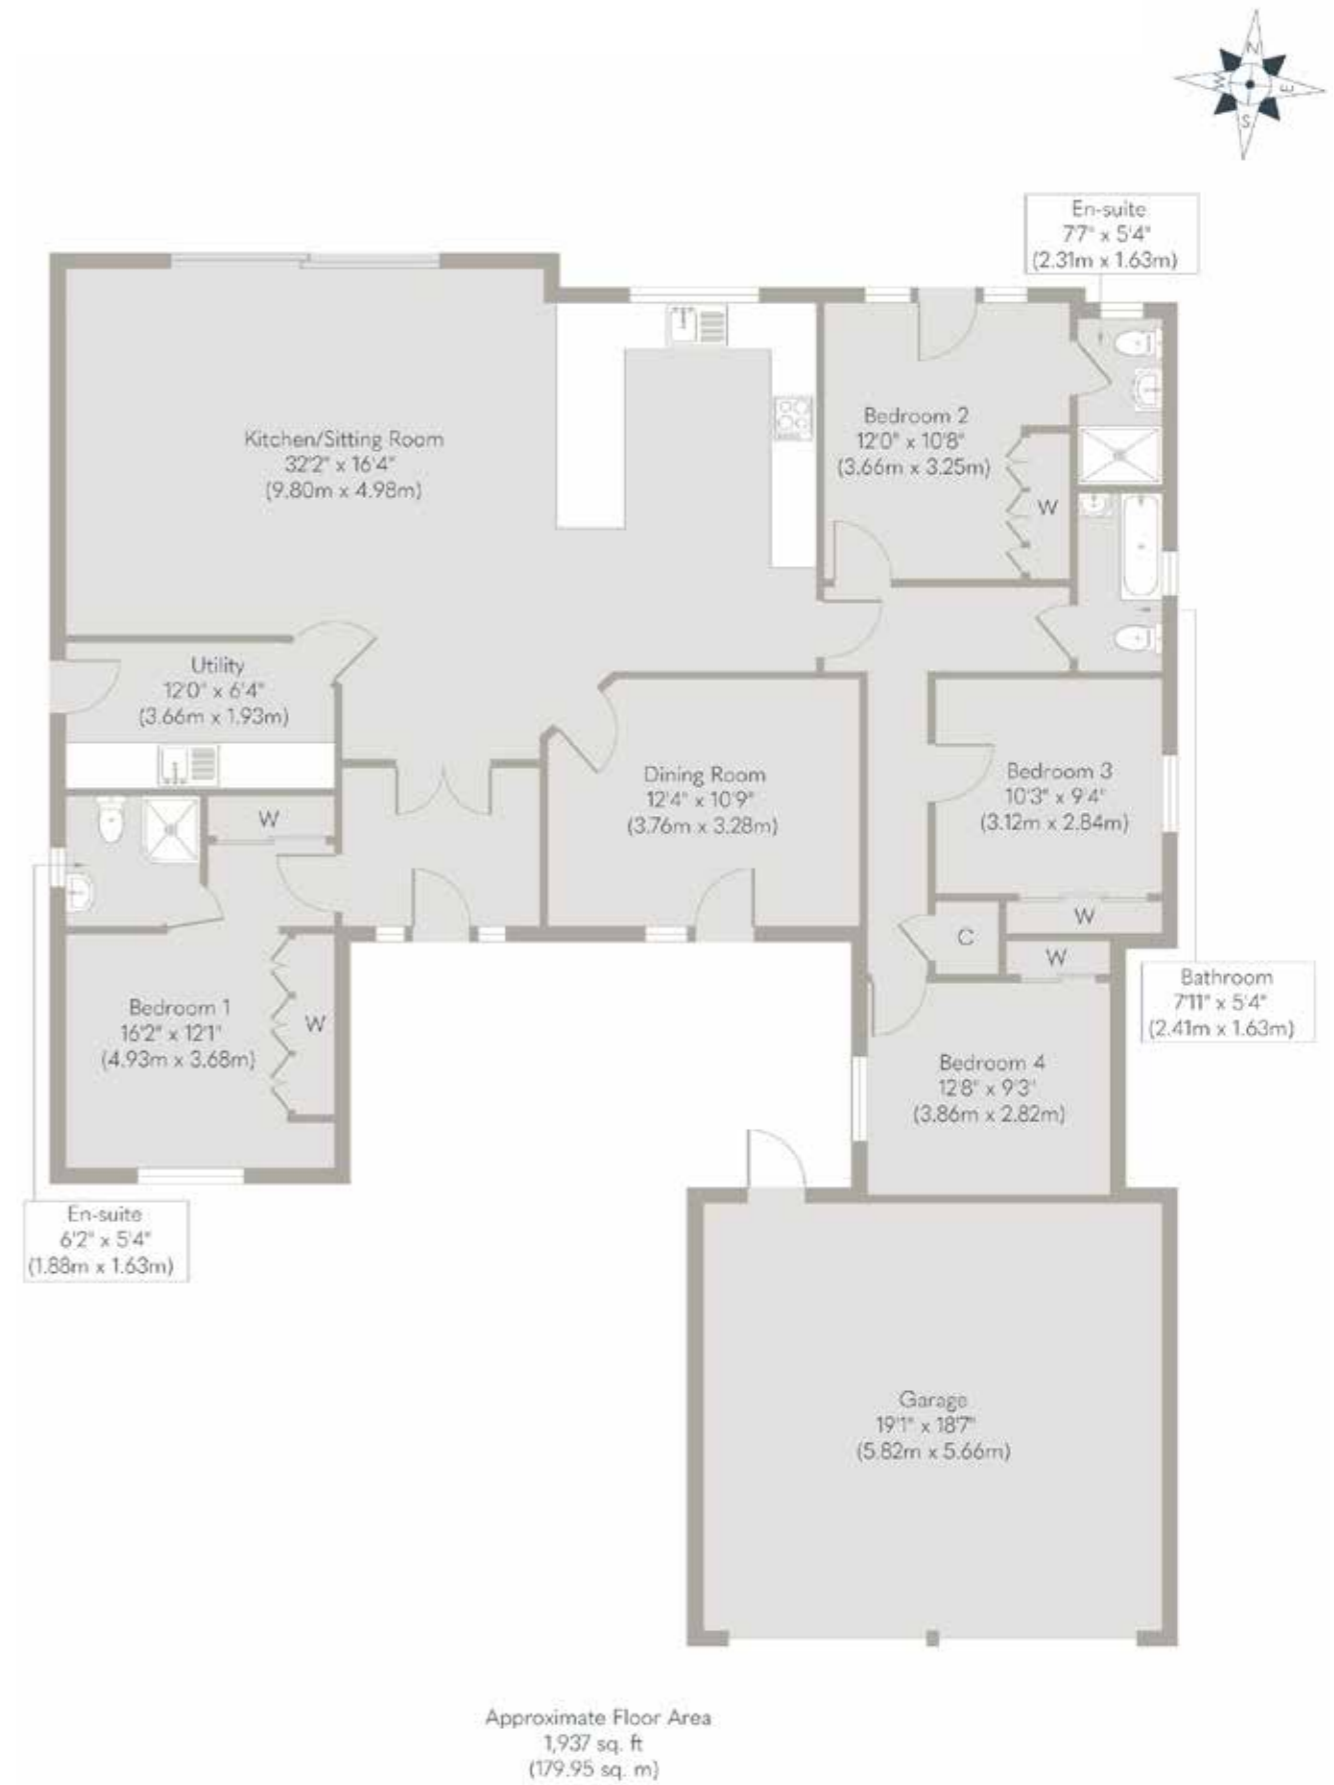 N
W
E
S
En-suite
7'7" x 5'4"
(2.31m x 1.63m)
Kitchen/Sitting Room
32'2" x 16'4"
(9.80m x 4.98m)
Bedroom 2
12'0" x 10'8"
(3.66m x 3.25m)
W
Utility
12'0" x 6'4"
(3.66m x 1.93m)
Dining Room
12'4" x 10'9"
(3.76m x 3.28m)
Bedroom 3
10'3" x 9'4"
(3.12m x 2.84m)
W
W
C
W
Bathroom
7'11" x 5'4"
(2.41m x 1.63m)
Bedroom 1
16'2" x 12'1"
(4.93m x 3.68m)
W
Bedroom 4
12'8" x 9'3"
(3.86m x 2.82m)
En-suite
6'2" x 5'4"
(1.88m x 1.63m)
Garage
19'1" x 18'7"
(5.82m x 5.66m)
Approximate Floor Area
1,937 sq. ft
(179.95 sq. m)